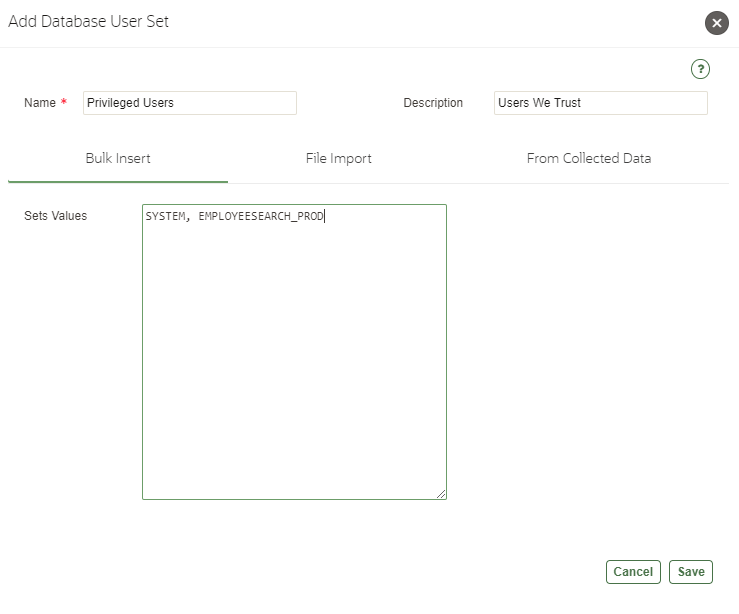 Add Database User Set
?
Name * Privileged Users Description Users We Trust
Bulk Insert File Import From Collected Data
Sets Values SYSTEM, EMPLOYEESEARCH_PROD
Cancel Save